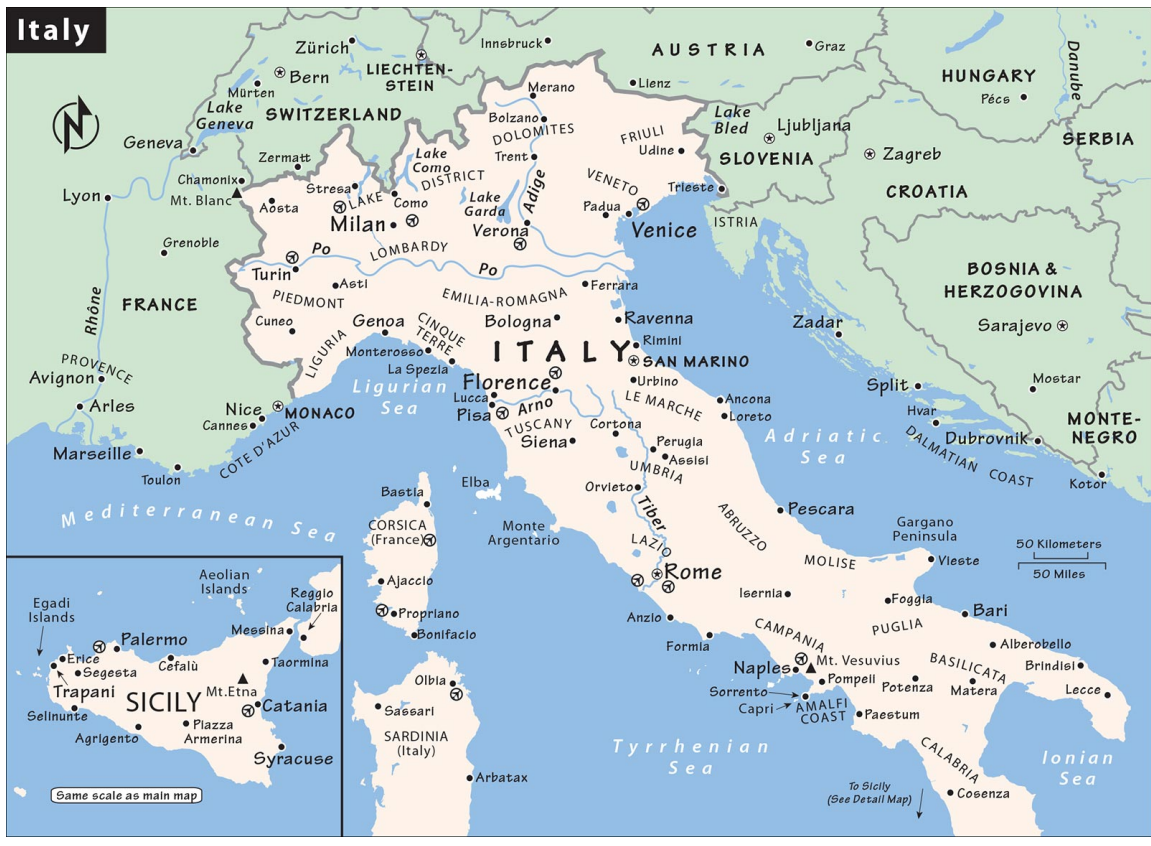 Italy
Zürich
Bern
Mürten
Lake
Geneva
SWITZERLAND
LIECHTEN-
STEIN
Innsbruck
AUSTRIA
Graz
Lienz
HUNGARY
Pécs
Danube
SERBIA
N
Geneva
Zermatt
Chamonix
Mt. Blanc
Lyon
Grenoble
FRANCE
Rhône
PROVENCE
Avignon
Arles
Marseille
Toulon
Nice
Cannes
MONACO
COTE D'AZUR
Merano
Bolzano
DOLOMITES
Trent
FRIULI
Udine
Lake
Bled
Ljubljana
SLOVENIA
Zagreb
CROATIA
Lake
Como
LAKE DISTRICT
Stresa
Como
Aosta
Milan
Lake
Garda
Adige
Verona
VENETO
Padua
Venice
Trieste
ISTRIA
LOMBARDY
Po
Po
Turin
Asti
PIEDMONT
Cuneo
EMILIA-ROMAGNA
Ferrara
Bologna
Ravenna
Genoa
LIGURIA
CINQUE
TERRE
Monterosso
La Spezia
ITALY
Rimini
SAN MARINO
Urbino
Florence
Lucca
Pisa
Arno
TUSCANY
Siena
Cortona
LE MARCHE
Ancona
Loreto
Perugia
Assisi
UMBRIA
Orvieto
Tiber
BOSNIA &
HERZOGOVINA
Sarajevo
Mostar
Zadar
Split
Hvar
Dubrovnik
DALMATIAN COAST
MONTE-
NEGRO
Kotor
Ligurian
Sea
Adriatic
Sea
Mediterranean Sea
Bastia
CORSICA
(France)
Ajaccio
Propriano
Bonifacio
Elba
Monte
Argentario
LAZIO
Rome
ABRUZZO
Pescara
MOLISE
Gargano
Peninsula
Vieste
50 Kilometers
50 Miles
Isernia
Foggia
Bari
Anzio
Formia
CAMPANIA
PUGLIA
Alberobello
Brindisi
Lecce
Naples
Mt. Vesuvius
Pompeii
BASILICATA
Potenza
Matera
Sorrento
Capri
AMALFI
COAST
Paestum
CALABRIA
Cosenza
To Sicily
(See Detail Map)
Tyrrhenian
Sea
Ionian
Sea
Olbia
Sassari
SARDINIA
(Italy)
Arbatax
Aeolian
Islands
Egadi
Islands
Reggio
Calabria
Messina
Palermo
Erice
Segesta
Cefalù
Taormina
Trapani
SICILY
Mt.Etna
Catania
Selinunte
Agrigento
Piazza
Armerina
Syracuse
Same scale as main map